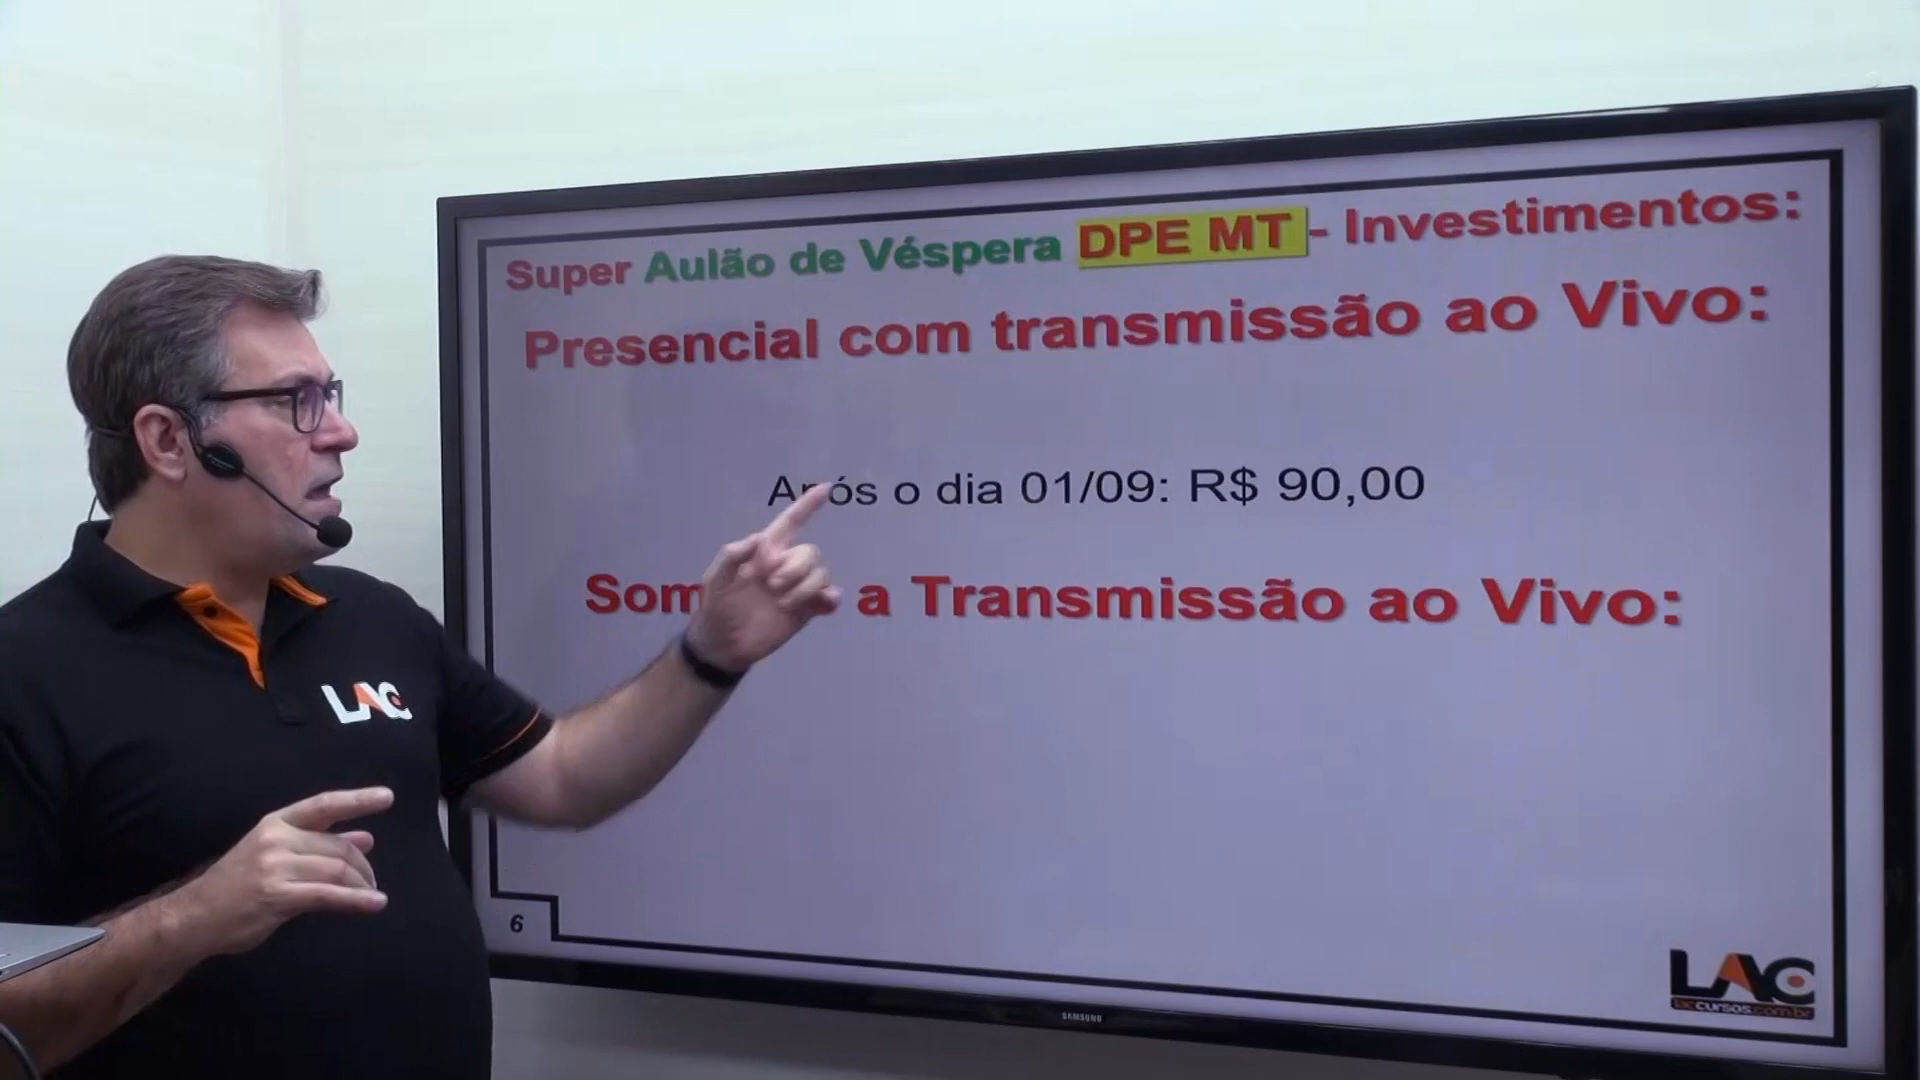 Super Aulão de Véspera DPE MT - Investimentos:
Presencial com transmissão ao Vivo:
Após o dia 01/09: R$ 90,00
a Transmissão ao Vivo:
LAC
6
LAC
laccursos.com.br
SAMSUNG